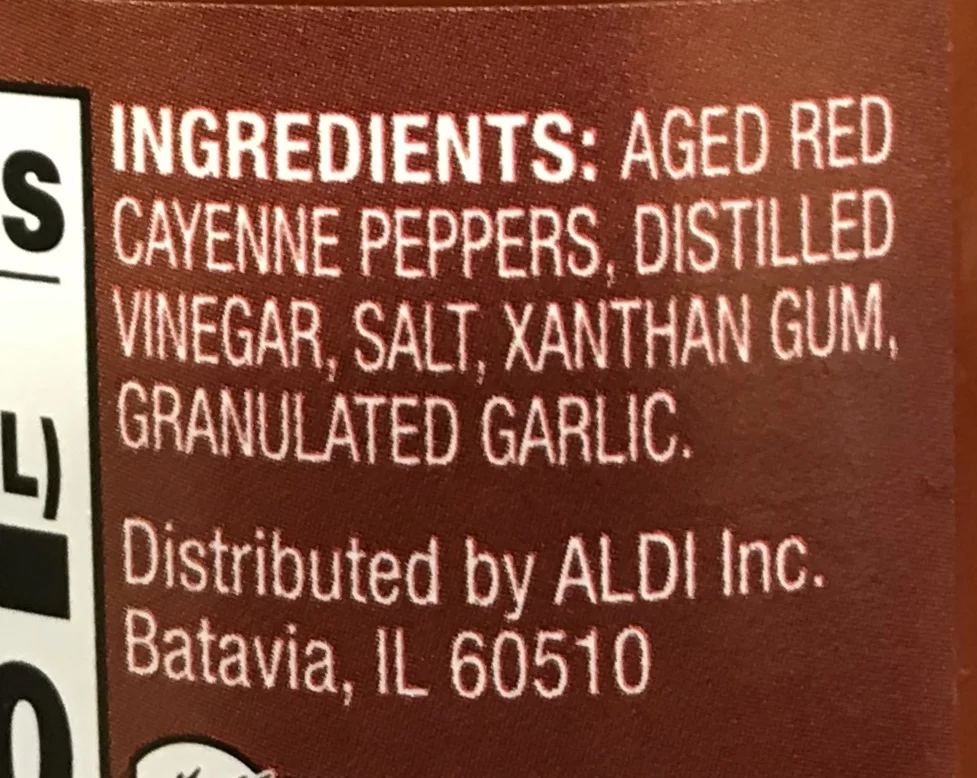 INGREDIENTS: AGED RED
CAYENNE PEPPERS, DISTILLED
VINEGAR, SALT, XANTHAN GUM,
GRANULATED GARLIC.
Distributed by ALDI Inc.
Batavia, IL 60510
S
L)